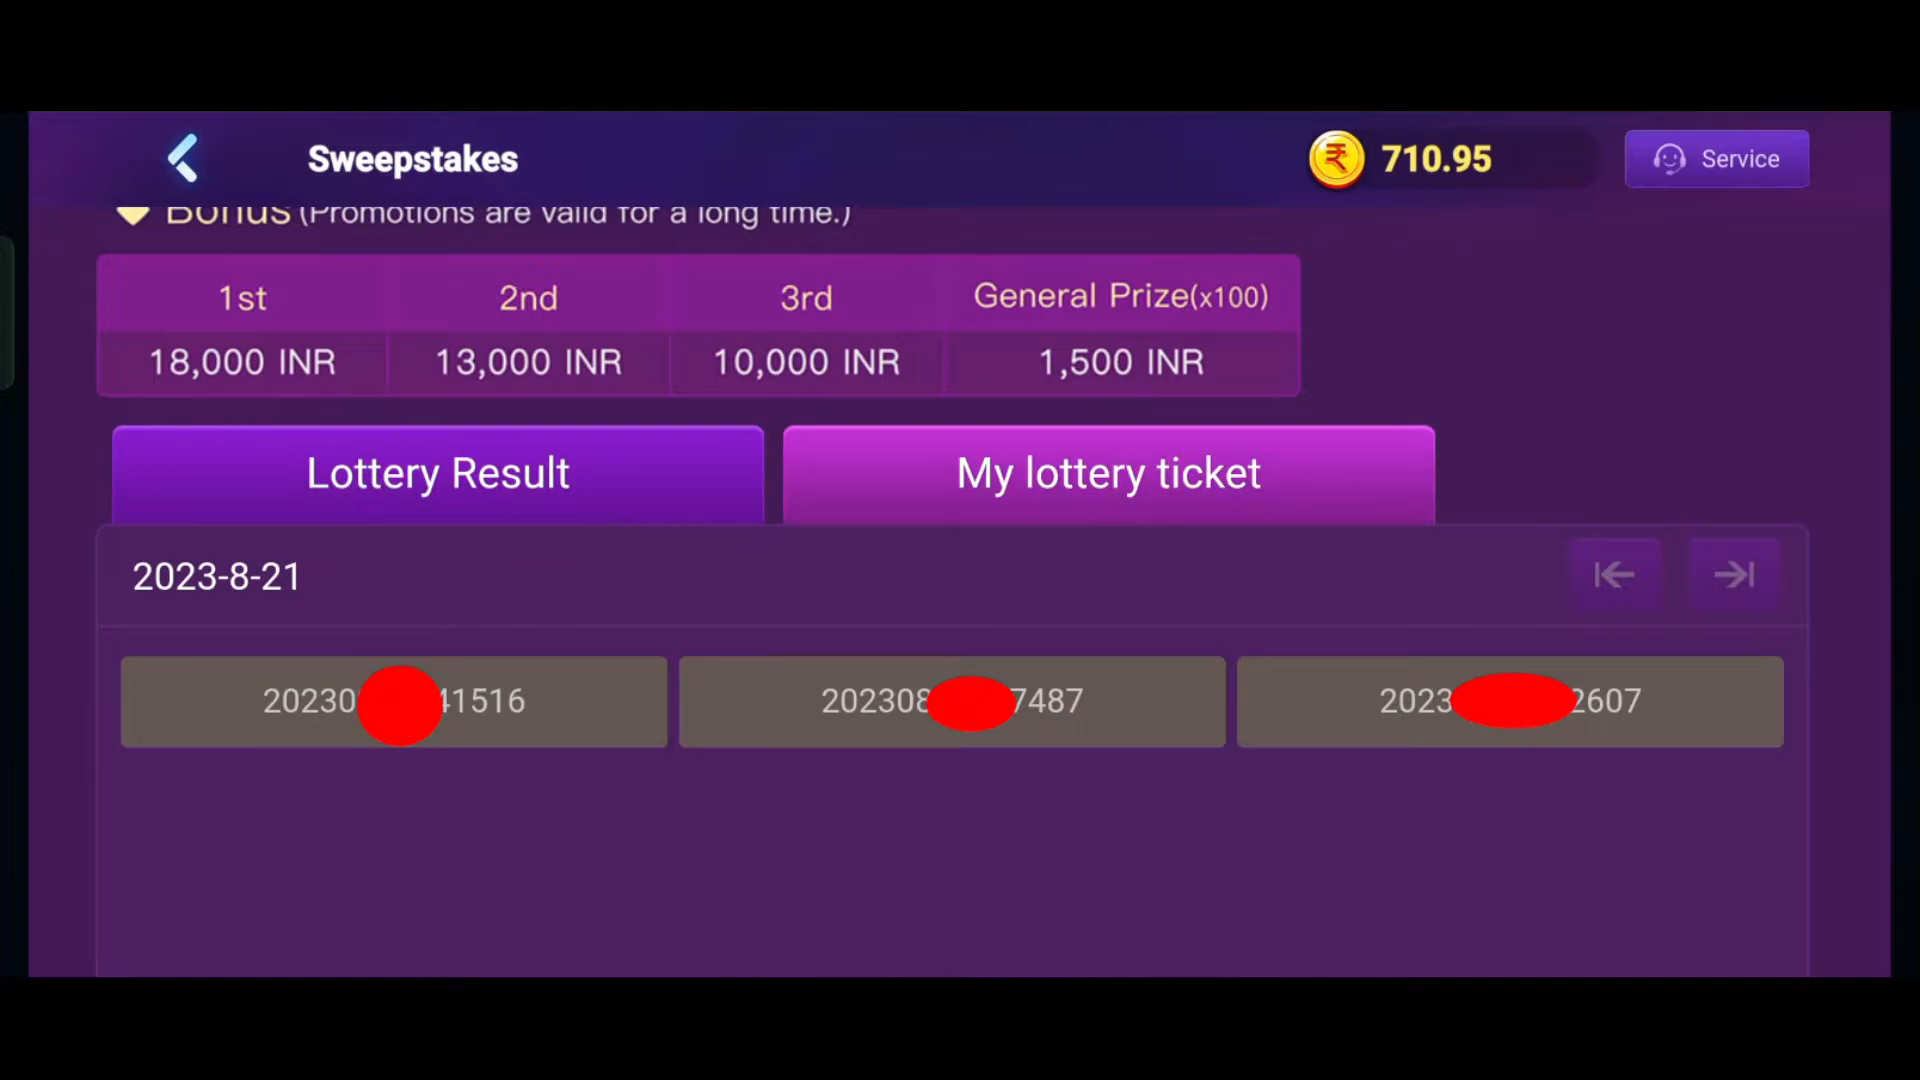 Sweepstakes
710.95
Service
Bonus (Promotions are valid for a long time.)
1st 2nd 3rd General Prize(x100)
18,000 INR 13,000 INR 10,000 INR 1,500 INR
Lottery Result My lottery ticket
2023-8-21
20230 41516 202308 7487 2023 2607